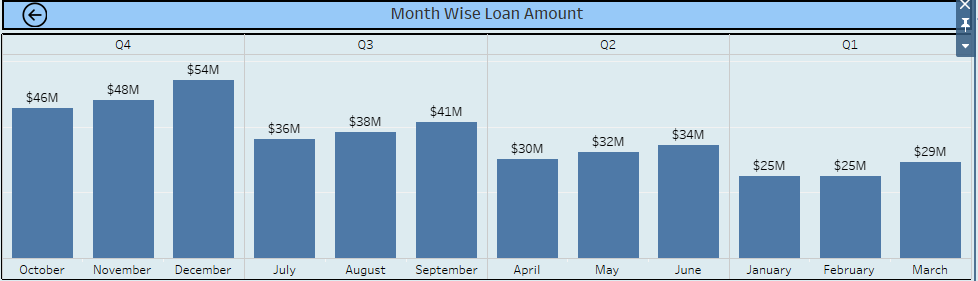 Month Wise Loan Amount
Q4 Q3 Q2 Q1
$46M $48M $54M $36M $38M $41M $30M $32M $34M $25M $25M $29M
October November December July August September April May June January February March